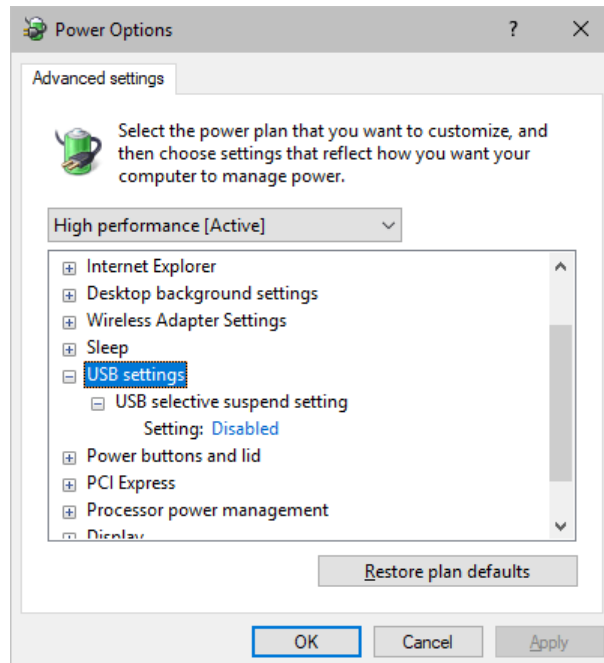 Power Options
Advanced settings
Select the power plan that you want to customize, and
then choose settings that reflect how you want your
computer to manage power.
High performance [Active]
Internet Explorer
Desktop background settings
Wireless Adapter Settings
Sleep
USB settings
USB selective suspend setting
Setting: Disabled
Power buttons and lid
PCI Express
Processor power management
Display
Restore plan defaults
OK Cancel Apply